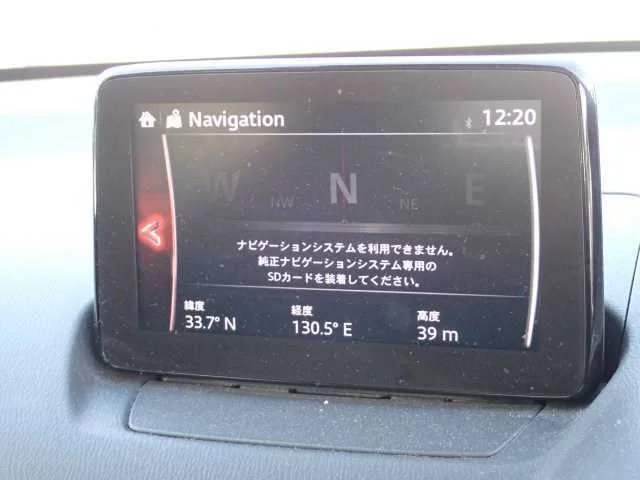 Navigation
12:20
W NW N NE E
ナビゲーションシステムを利用できません。
純正ナビゲーションシステム専用の
SDカードを装着してください。
緯度 経度 高度
33.7° N 130.5° E 39 m